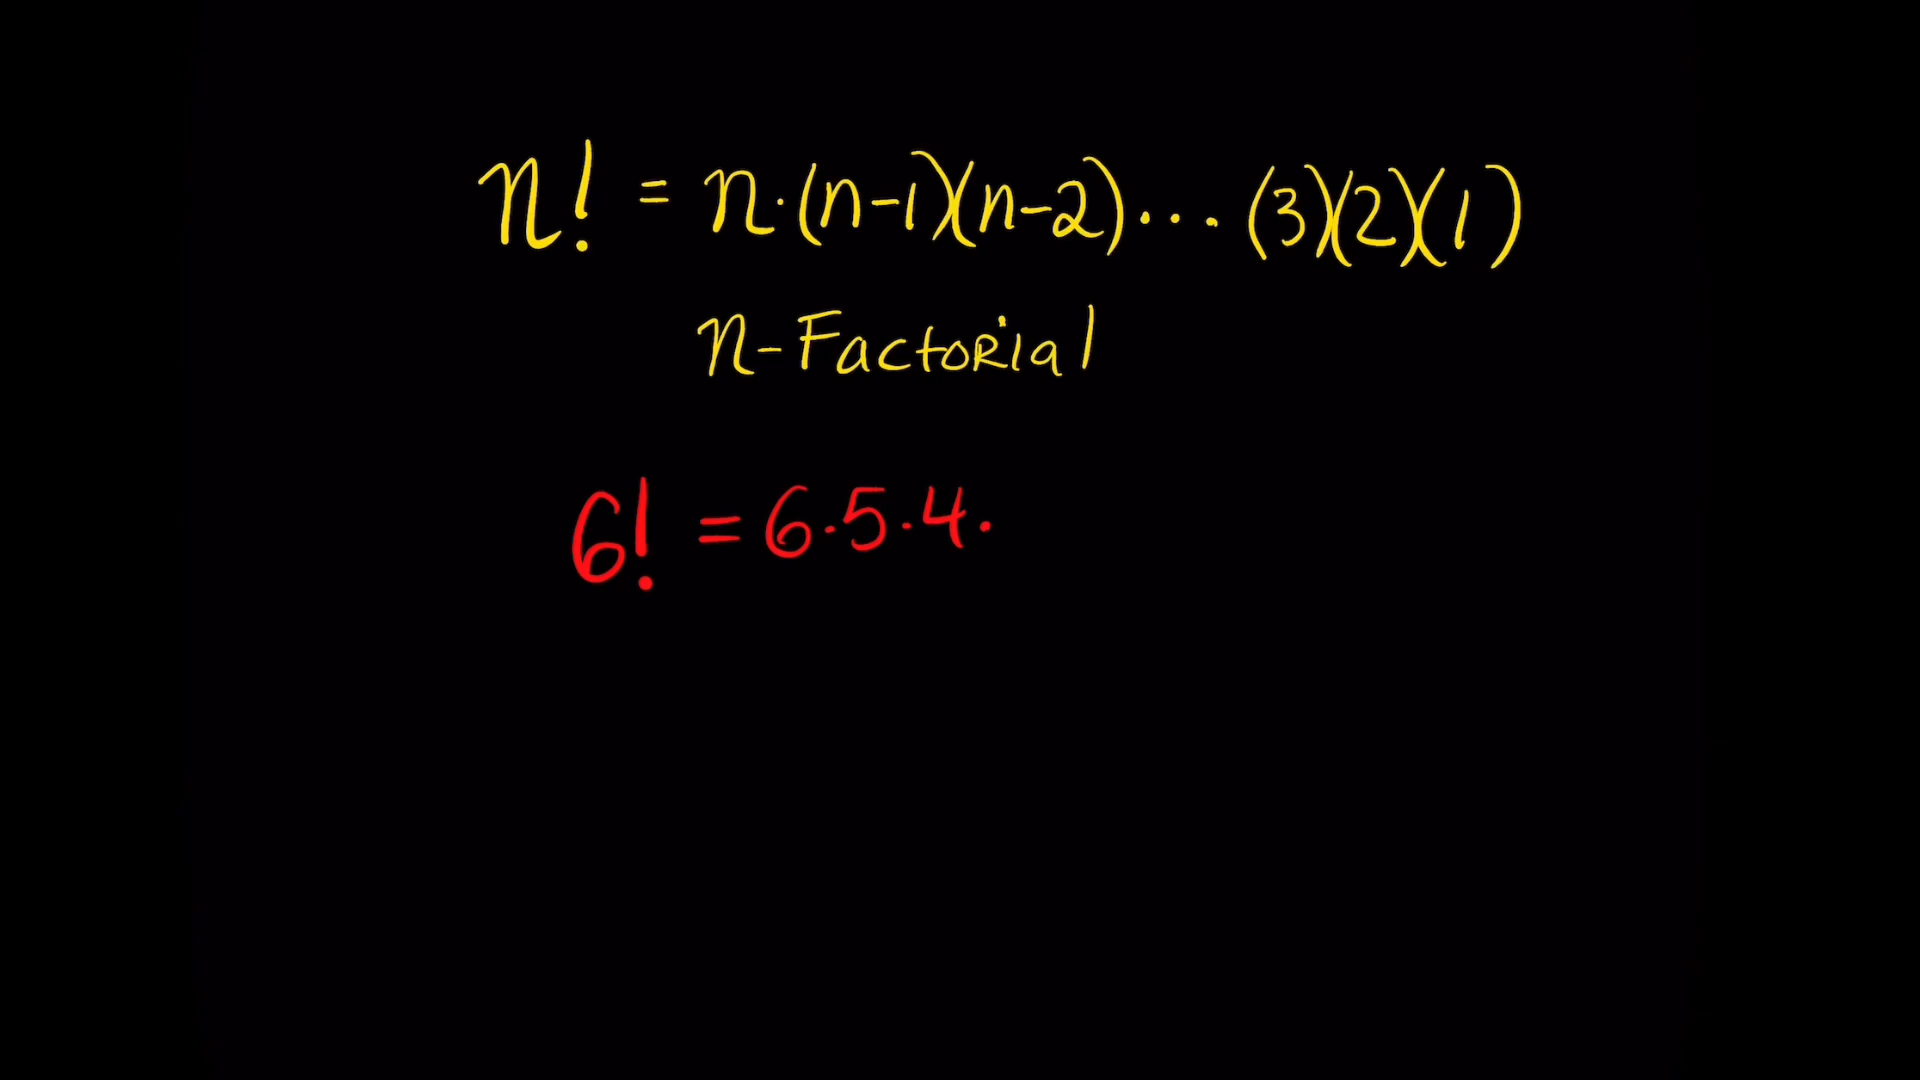 n! = n·(n-1)(n-2)... (3)(2)(1)
n-Factorial
6! = 6·5·4·